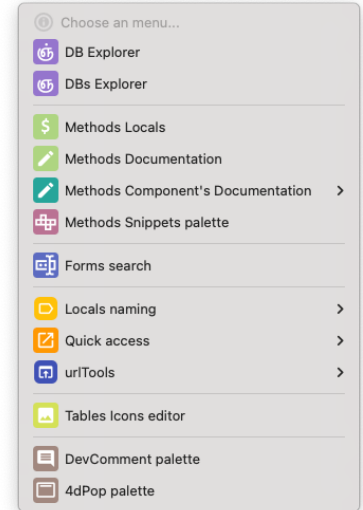 Choose an menu...
DB Explorer
DBs Explorer
Methods Locals
Methods Documentation
Methods Component's Documentation
Methods Snippets palette
Forms search
Locals naming
Quick access
urlTools
Tables Icons editor
DevComment palette
4dPop palette